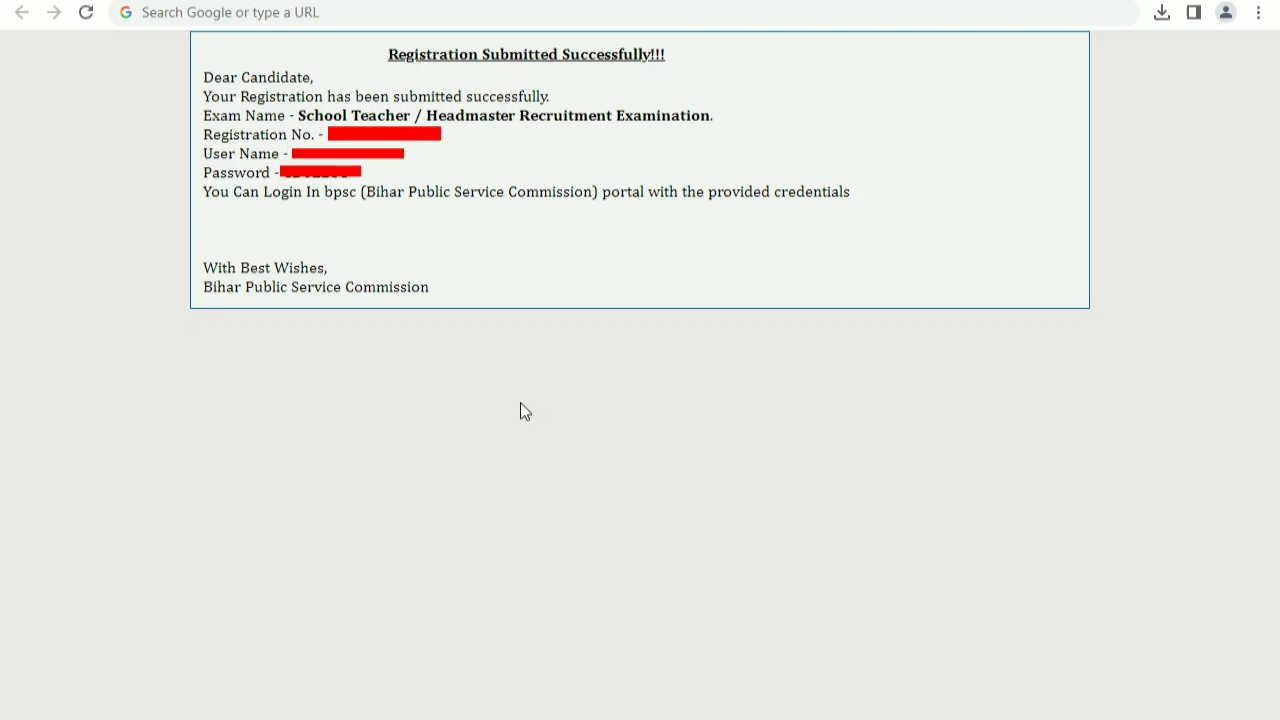 Search Google or type a URL
Registration Submitted Successfully!!!
Dear Candidate,
Your Registration has been submitted successfully.
Exam Name - School Teacher / Headmaster Recruitment Examination.
Registration No. -
User Name -
Password -
You Can Login In bpsc (Bihar Public Service Commission) portal with the provided credentials
With Best Wishes,
Bihar Public Service Commission